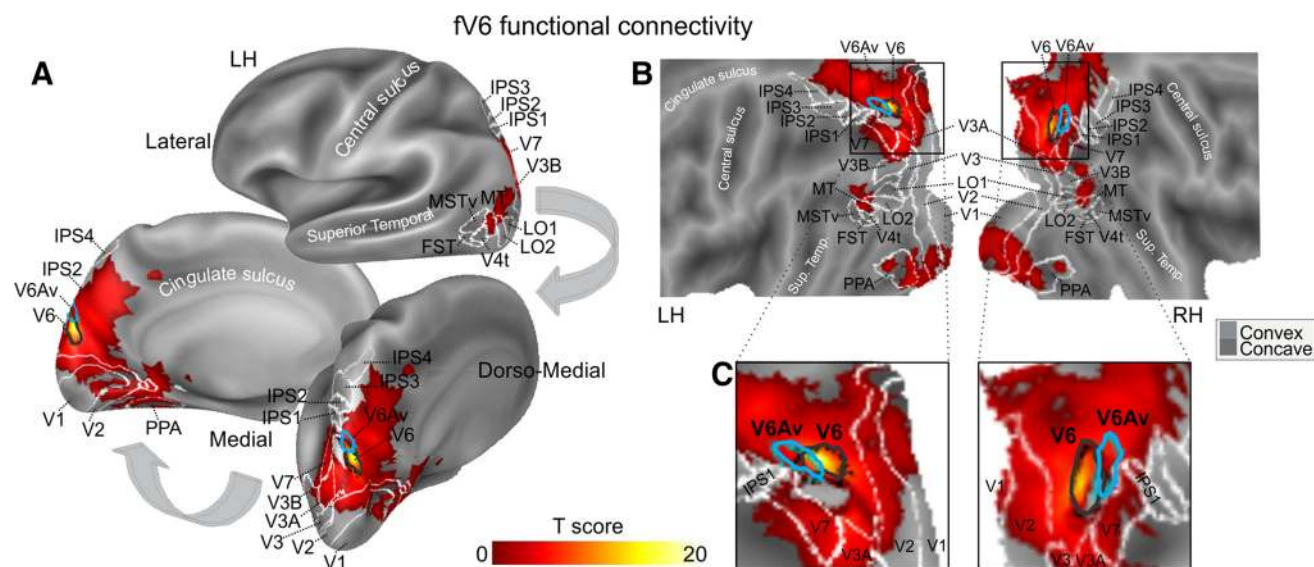 fV6 functional connectivity
A
LH
Lateral
Central sulcus
Superior Temporal
IPS3
IPS2
IPS1
V7
V3B
MSTv
MT
FST
V4t
LO1
LO2
IPS4
IPS2
V6Av
V6
Cingulate sulcus
V1
V2
PPA
Medial
Dorso-Medial
IPS4
IPS3
IPS2
IPS1
V6Av
V6
V7
V3B
V3A
V3
V2
V1
T score
0
20
B
V6Av
V6
V6
V6Av
Cingulate sulcus
Central sulcus
IPS4
IPS3
IPS2
IPS1
V7
V3B
MT
MSTv
FST
V4t
LO2
Sup. Temp.
PPA
V3A
V3
LO1
V2
V1
IPS4
IPS3
IPS2
IPS1
V7
V3B
MT
MSTv
LO2
FST
V4t
Central sulcus
Cingulate sulcus
Sup. Temp.
PPA
LH
RH
Convex
Concave
C
V6Av
V6
IPS1
V7
V3A
V2
V1
V6
V6Av
IPS1
V1
V2
V7
V3
V3A